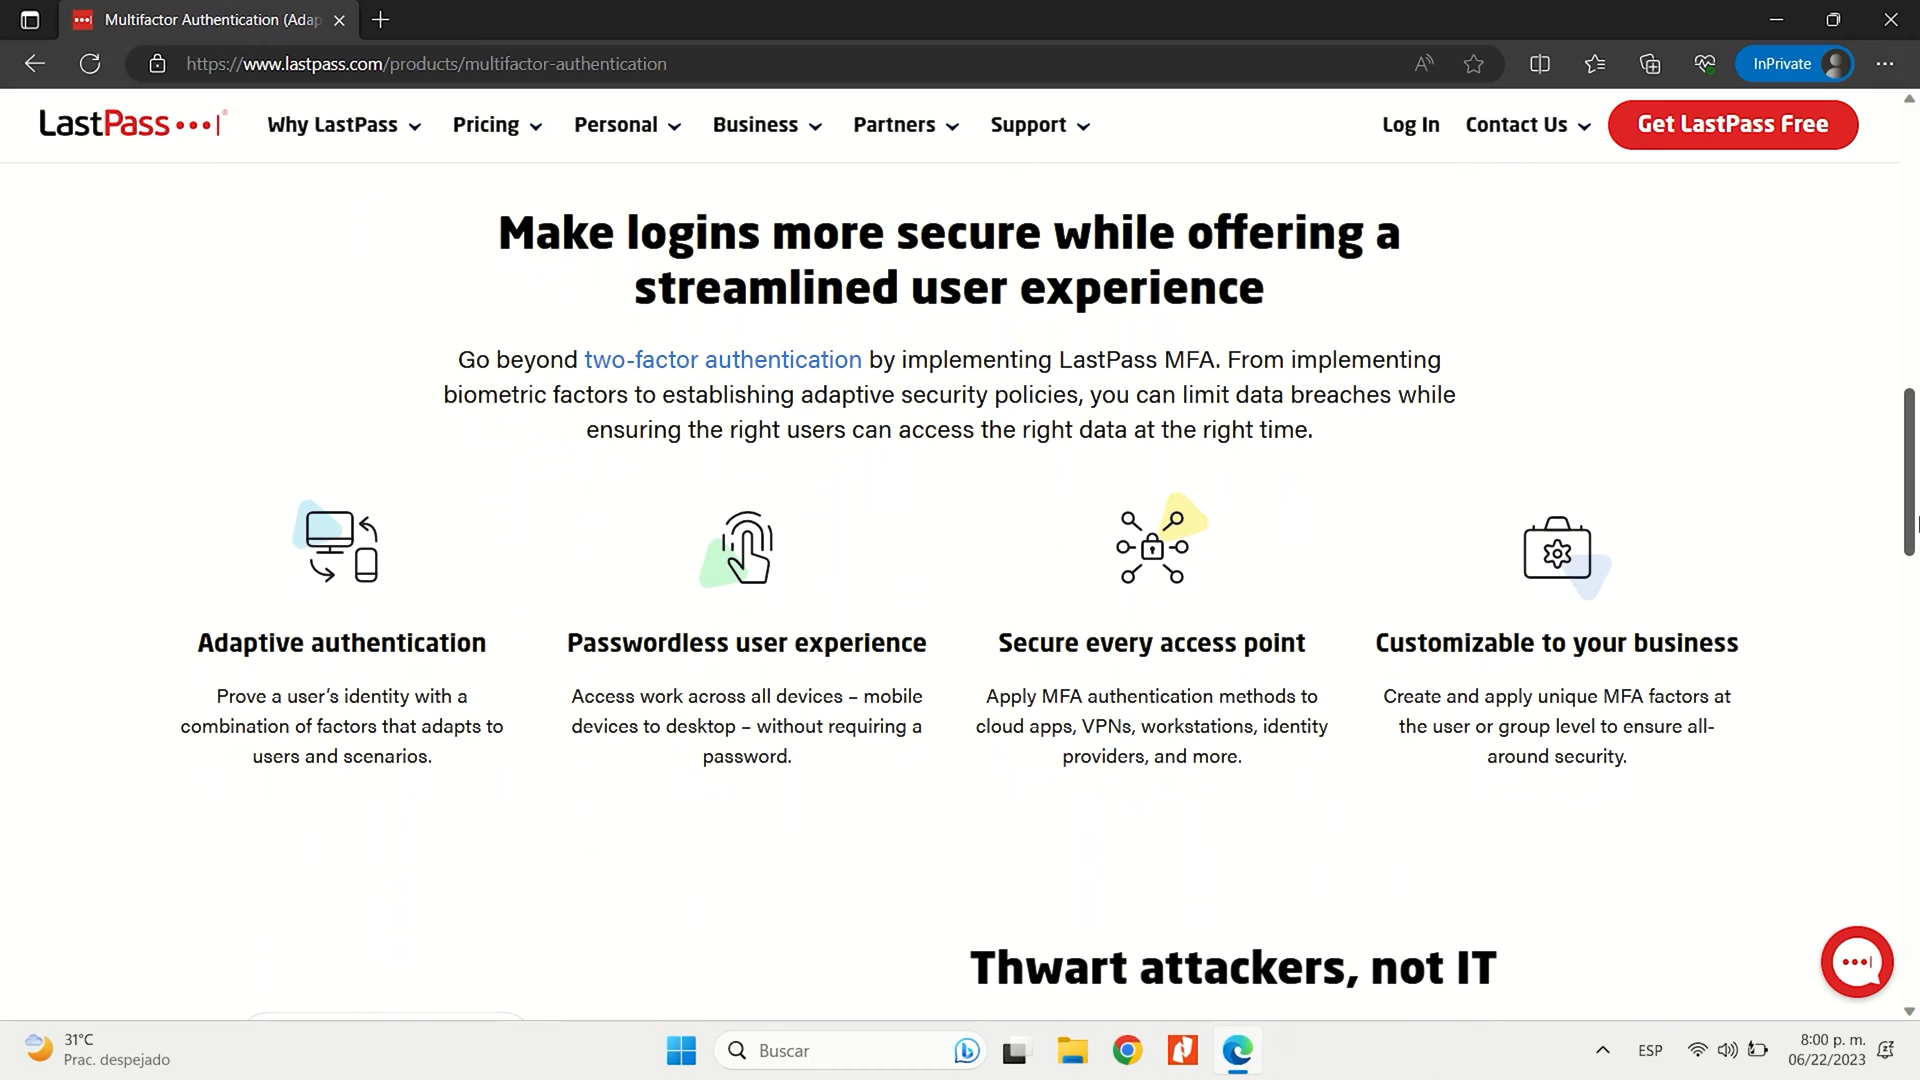 Multifactor Authentication (Adap
https://www.lastpass.com/products/multifactor-authentication
InPrivate
LastPass
Why LastPass
Pricing
Personal
Business
Partners
Support
Log In
Contact Us
Get LastPass Free
Make logins more secure while offering a
streamlined user experience
Go beyond two-factor authentication by implementing LastPass MFA. From implementing
biometric factors to establishing adaptive security policies, you can limit data breaches while
ensuring the right users can access the right data at the right time.
Adaptive authentication
Prove a user’s identity with a
combination of factors that adapts to
users and scenarios.
Passwordless user experience
Access work across all devices – mobile
devices to desktop – without requiring a
password.
Secure every access point
Apply MFA authentication methods to
cloud apps, VPNs, workstations, identity
providers, and more.
Customizable to your business
Create and apply unique MFA factors at
the user or group level to ensure all-
around security.
Thwart attackers, not IT
31°C
Prac. despejado
Buscar
ESP
8:00 p. m.
06/22/2023